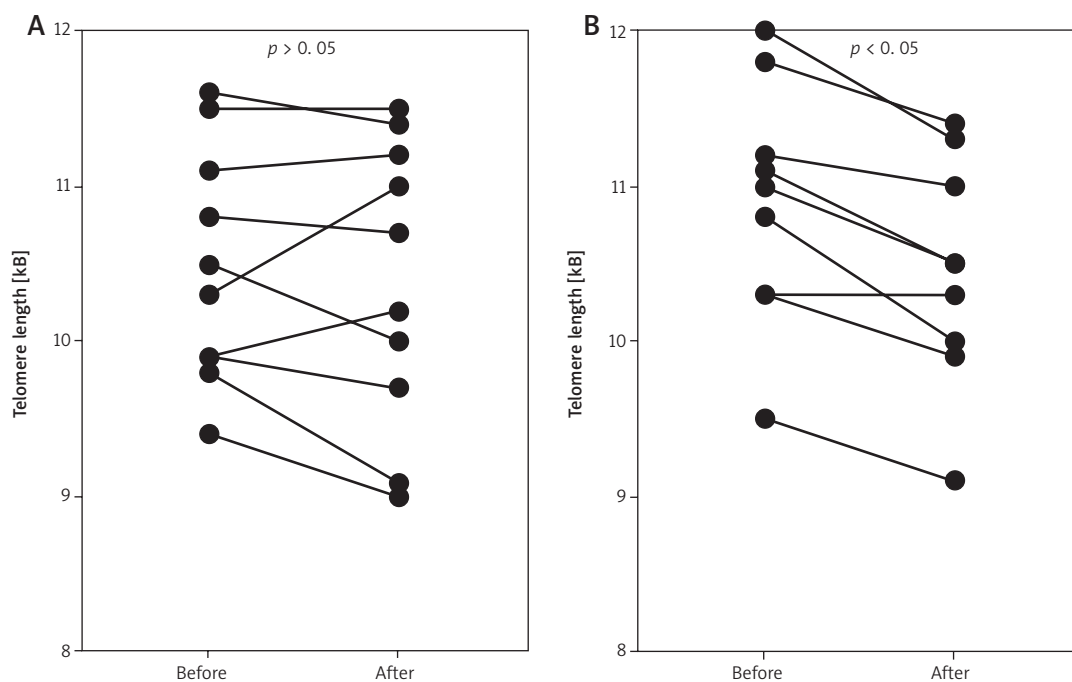 A
p > 0. 05
Telomere length [kB]
12
11
10
9
8
Before
After
B
p < 0. 05
Telomere length [kB]
12
11
10
9
8
Before
After